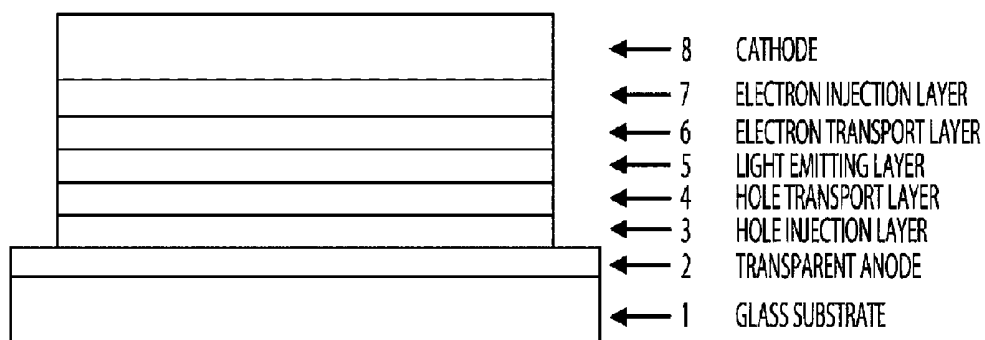 8 CATHODE
7 ELECTRON INJECTION LAYER
6 ELECTRON TRANSPORT LAYER
5 LIGHT EMITTING LAYER
4 HOLE TRANSPORT LAYER
3 HOLE INJECTION LAYER
2 TRANSPARENT ANODE
1 GLASS SUBSTRATE